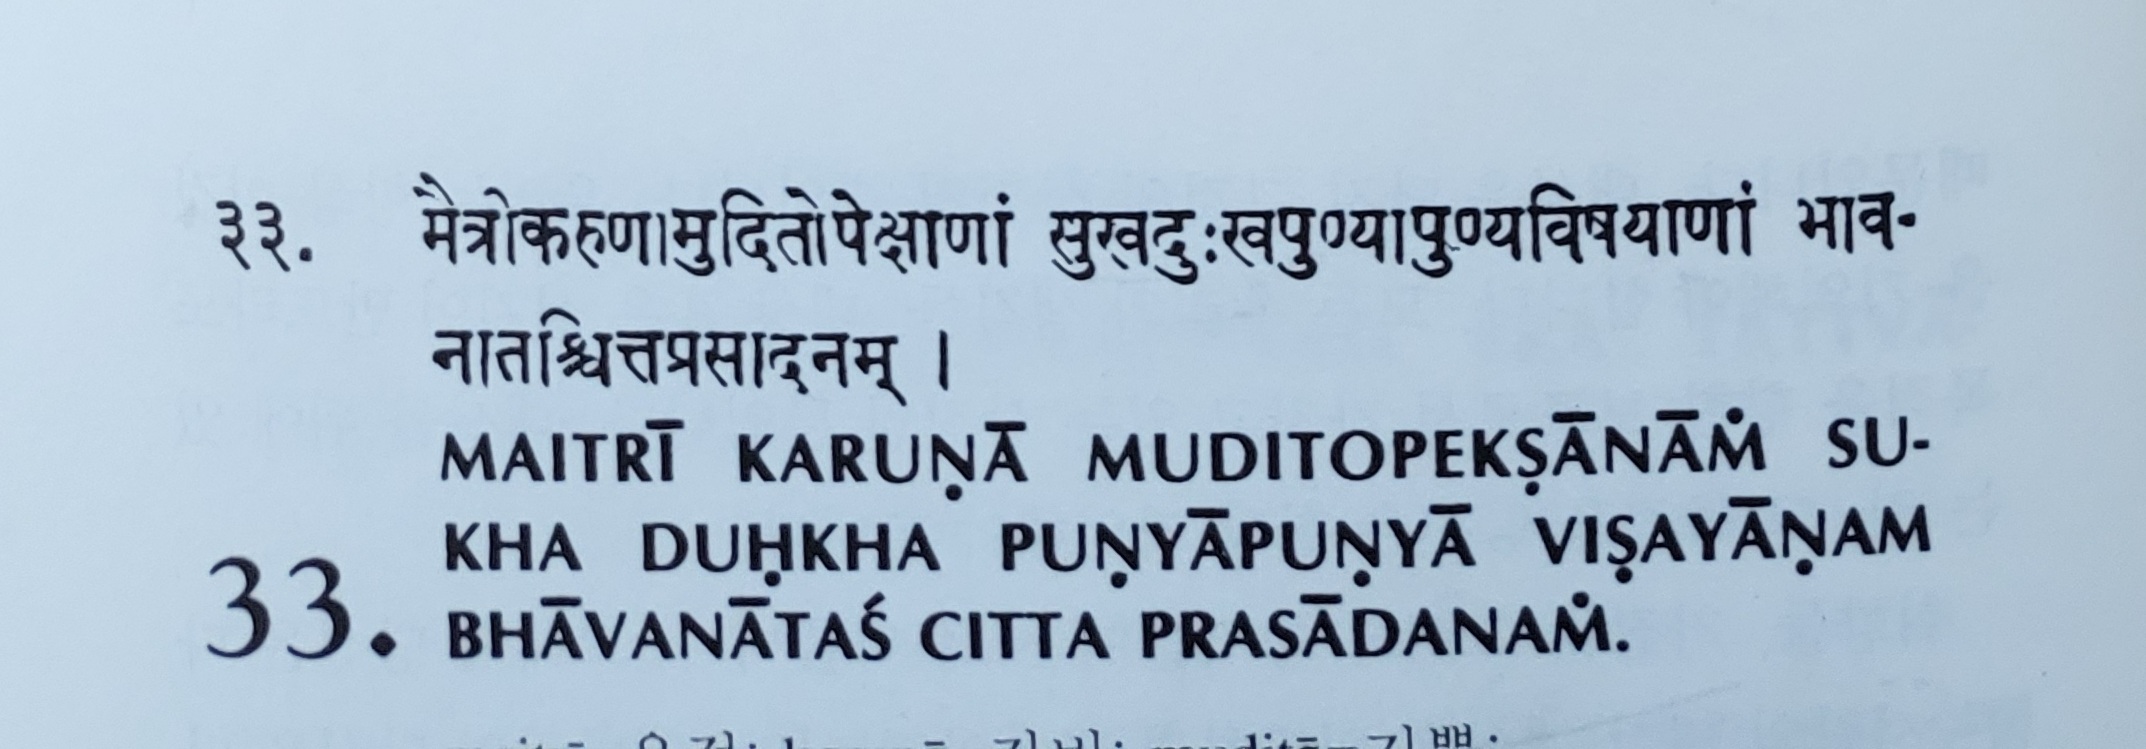 ३३. मैत्रीकरुणामुदितोपेक्षाणां सुखदुःखपुण्यापुण्यविषयाणां भाव-
नातश्चित्तप्रसादनम् ।
MAITRĪ KARUṆĀ MUDITOPEKṢĀNĀṀ SU-
KHA DUḤKHA PUṆYĀPUṆYĀ VIṢAYĀṆAM
33. BHĀVANĀTAŚ CITTA PRASĀDANAṀ.